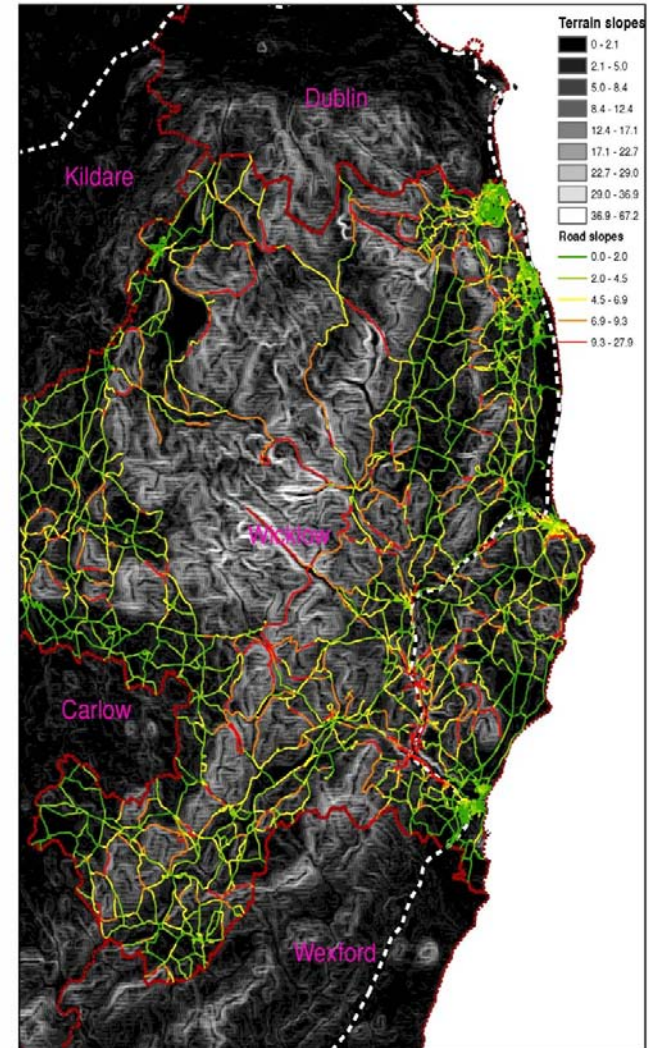 Terrain slopes
0 - 2.1
2.1 - 5.0
5.0 - 8.4
8.4 - 12.4
12.4 - 17.1
17.1 - 22.7
22.7 - 29.0
29.0 - 36.9
36.9 - 67.2
Road slopes
0.0 - 2.0
2.0 - 4.5
4.5 - 6.9
6.9 - 9.3
9.3 - 27.9
Dublin
Kildare
Wicklow
Carlow
Wexford